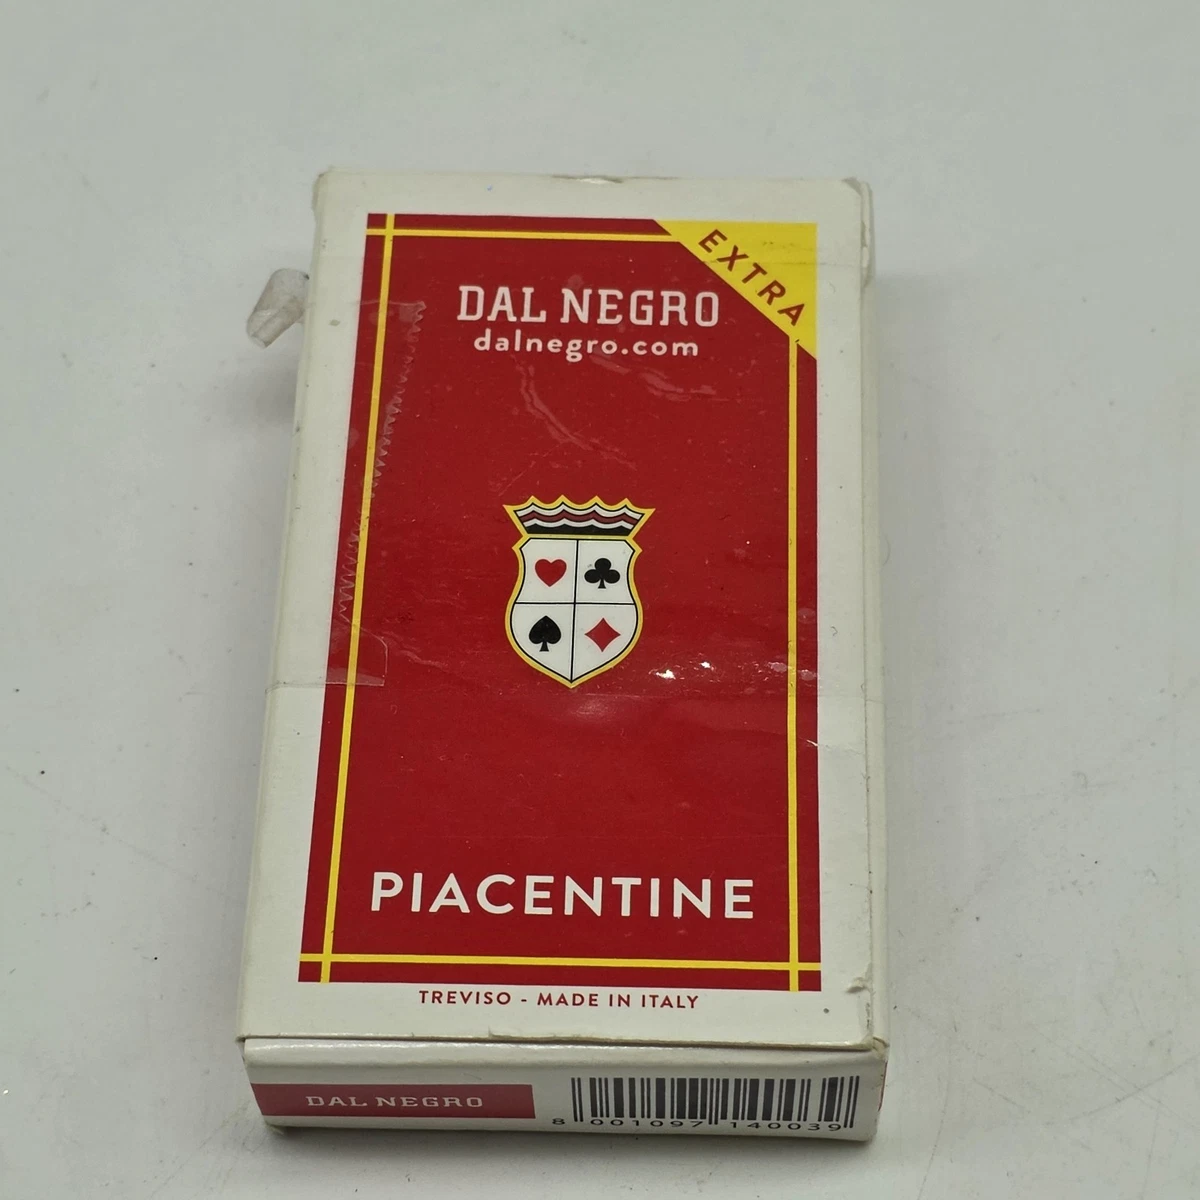 EXTRA
DAL NEGRO
dalnegro.com
PIACENTINE
TREVISO - MADE IN ITALY
DAL NEGRO
8 001097 140039